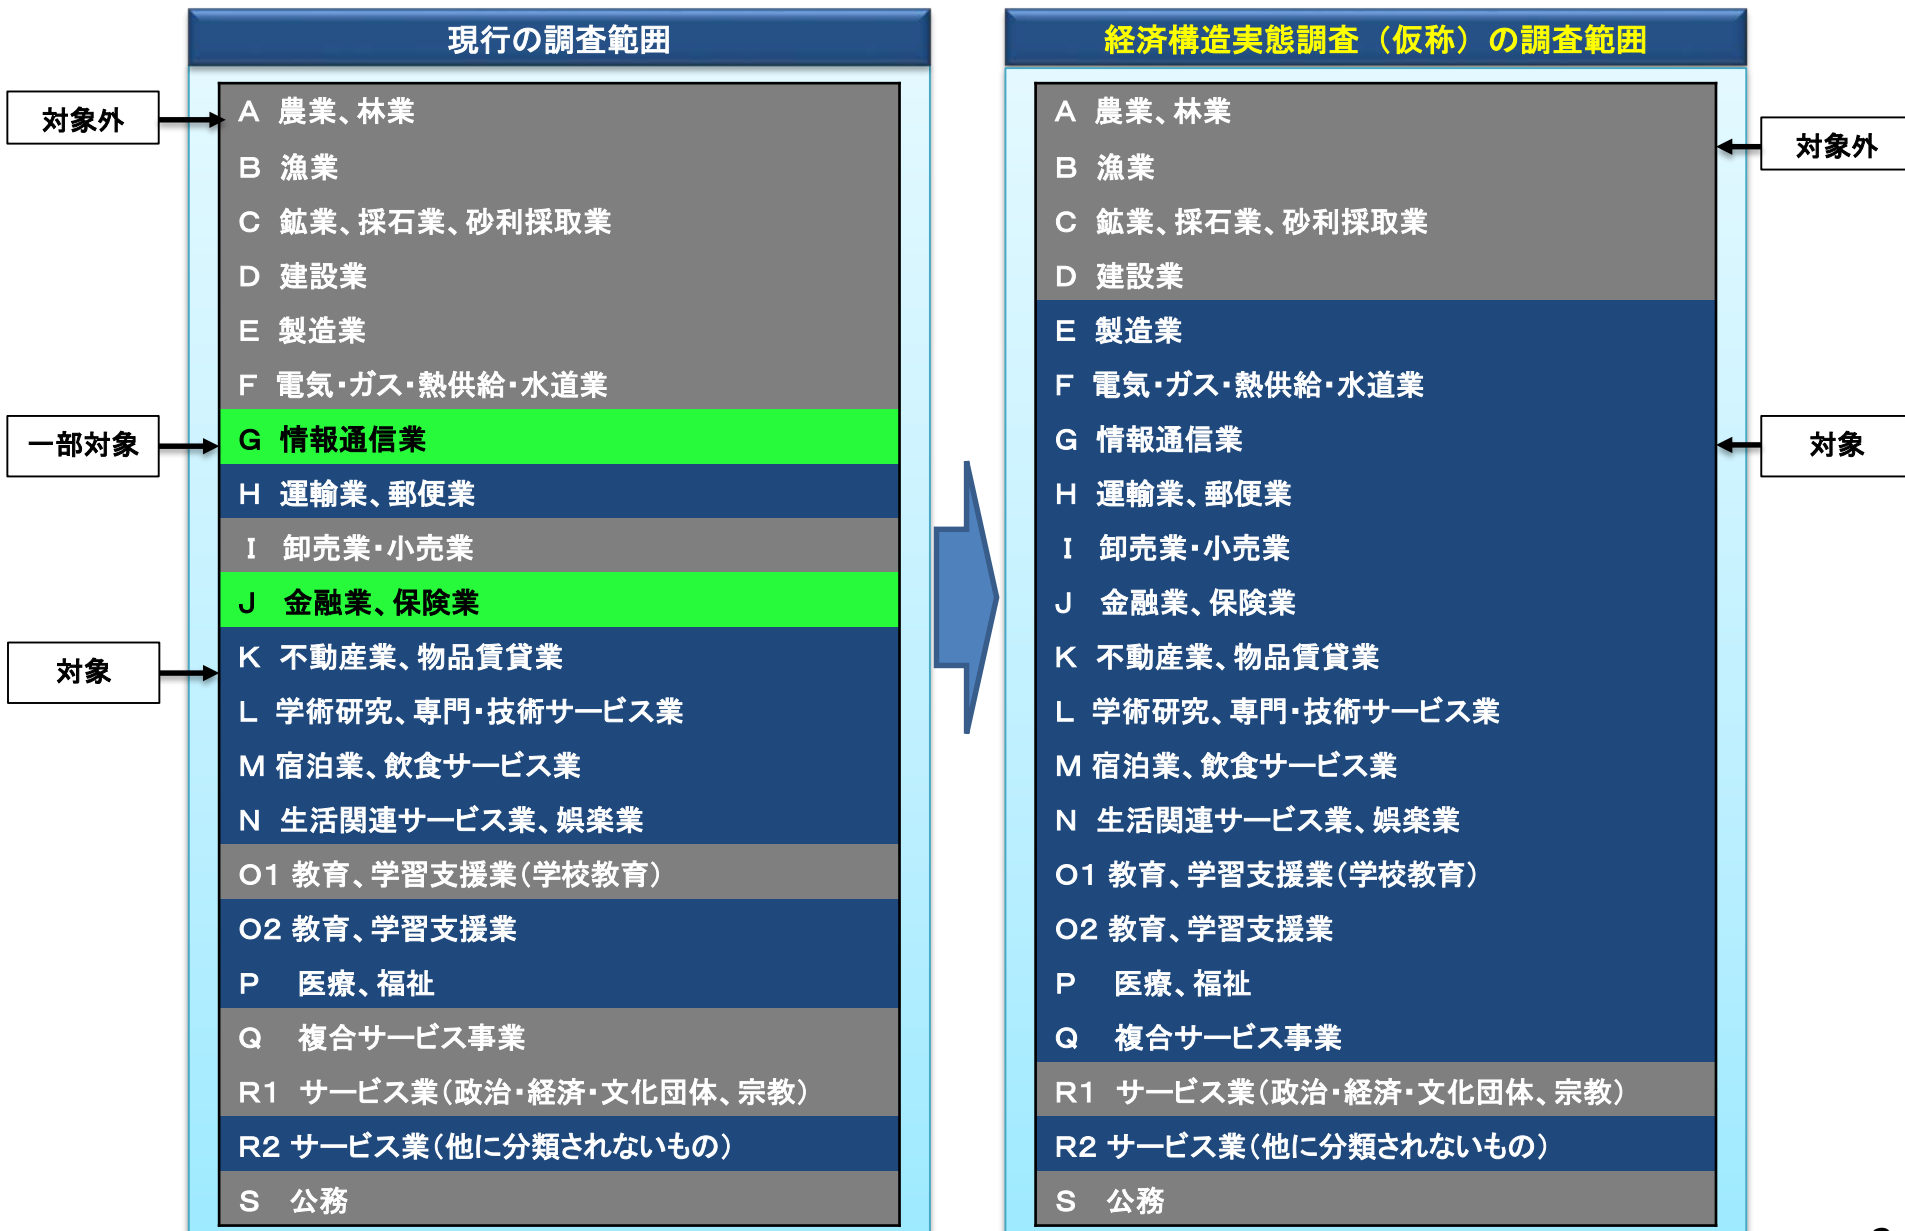 現行の調査範囲
対象外
一部対象
対象
A 農業、林業
B 漁業
C 鉱業、採石業、砂利採取業
D 建設業
E 製造業
F 電気・ガス・熱供給・水道業
G 情報通信業
H 運輸業、郵便業
I 卸売業・小売業
J 金融業、保険業
K 不動産業、物品賃貸業
L 学術研究、専門・技術サービス業
M 宿泊業、飲食サービス業
N 生活関連サービス業、娯楽業
O1 教育、学習支援業(学校教育)
O2 教育、学習支援業
P 医療、福祉
Q 複合サービス事業
R1 サービス業(政治・経済・文化団体、宗教)
R2 サービス業(他に分類されないもの)
S 公務
経済構造実態調査（仮称）の調査範囲
A 農業、林業
B 漁業
C 鉱業、採石業、砂利採取業
D 建設業
E 製造業
F 電気・ガス・熱供給・水道業
G 情報通信業
H 運輸業、郵便業
I 卸売業・小売業
J 金融業、保険業
K 不動産業、物品賃貸業
L 学術研究、専門・技術サービス業
M 宿泊業、飲食サービス業
N 生活関連サービス業、娯楽業
O1 教育、学習支援業(学校教育)
O2 教育、学習支援業
P 医療、福祉
Q 複合サービス事業
R1 サービス業(政治・経済・文化団体、宗教)
R2 サービス業(他に分類されないもの)
S 公務
対象外
対象